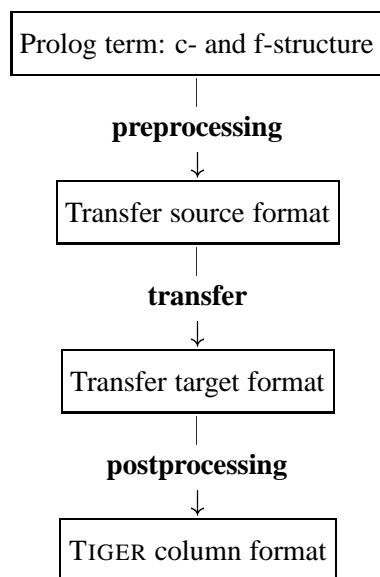 Prolog term: c- and f-structure
preprocessing
Transfer source format
transfer
Transfer target format
postprocessing
TIGER column format